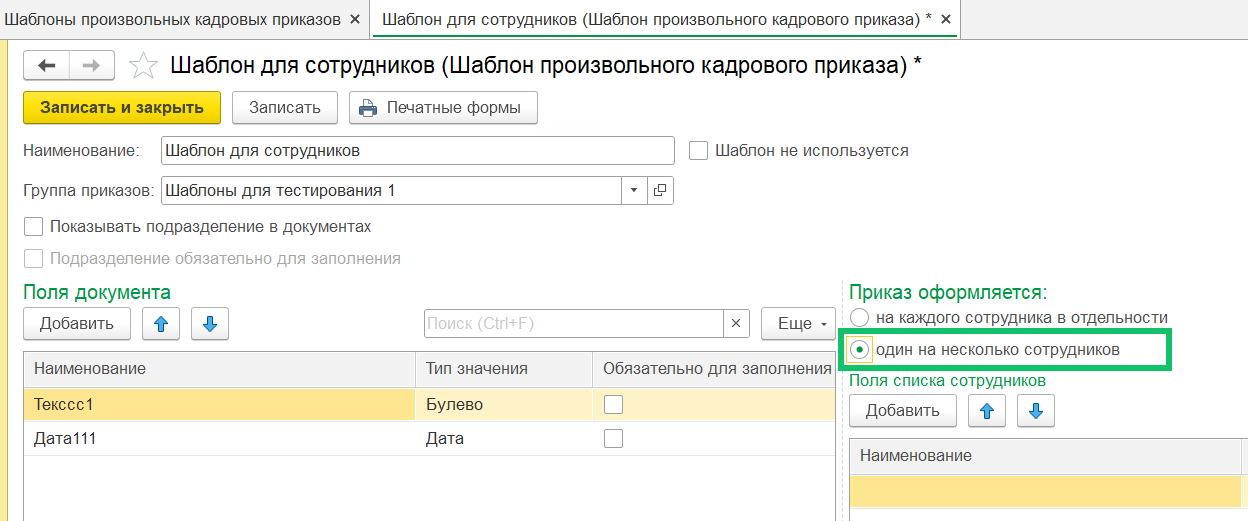 Шаблоны произвольных кадровых приказов × Шаблон для сотрудников (Шаблон произвольного кадрового приказа) * ×
Шаблон для сотрудников (Шаблон произвольного кадрового приказа) *
Записать и закрыть Записать Печатные формы
Наименование: Шаблон для сотрудников Шаблон не используется
Группа приказов: Шаблоны для тестирования 1
Показывать подразделение в документах
Подразделение обязательно для заполнения
Поля документа Приказ оформляется:
Добавить Поиск (Ctrl+F) × Еще на каждого сотрудника в отдельности
один на несколько сотрудников
Наименование Тип значения Обязательно для заполнения Поля списка сотрудников
Тексcc1 Булево Добавить
Дата111 Дата
Наименование